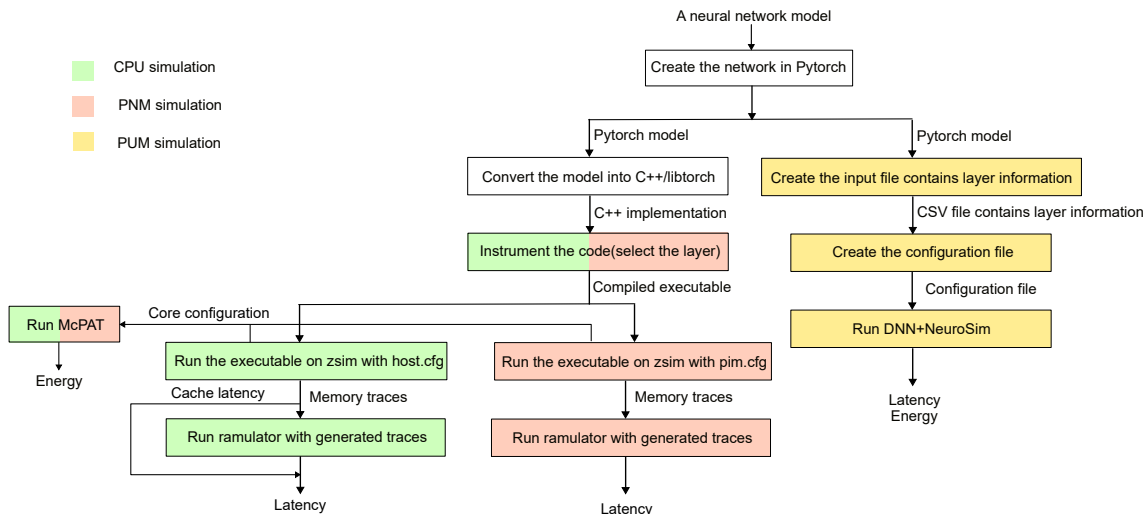 A neural network model
CPU simulation
Create the network in Pytorch
PNM simulation
PUM simulation
Pytorch model
Pytorch model
Convert the model into C++/libtorch
Create the input file contains layer information
C++ implementation
CSV file contains layer information
Instrument the code(select the layer)
Create the configuration file
Compiled executable
Configuration file
Core configuration
Run McPAT
Run DNN+NeuroSim
Run the executable on zsim with host.cfg
Run the executable on zsim with pim.cfg
Energy
Cache latency
Memory traces
Memory traces
Latency
Energy
Run ramulator with generated traces
Run ramulator with generated traces
Latency
Latency